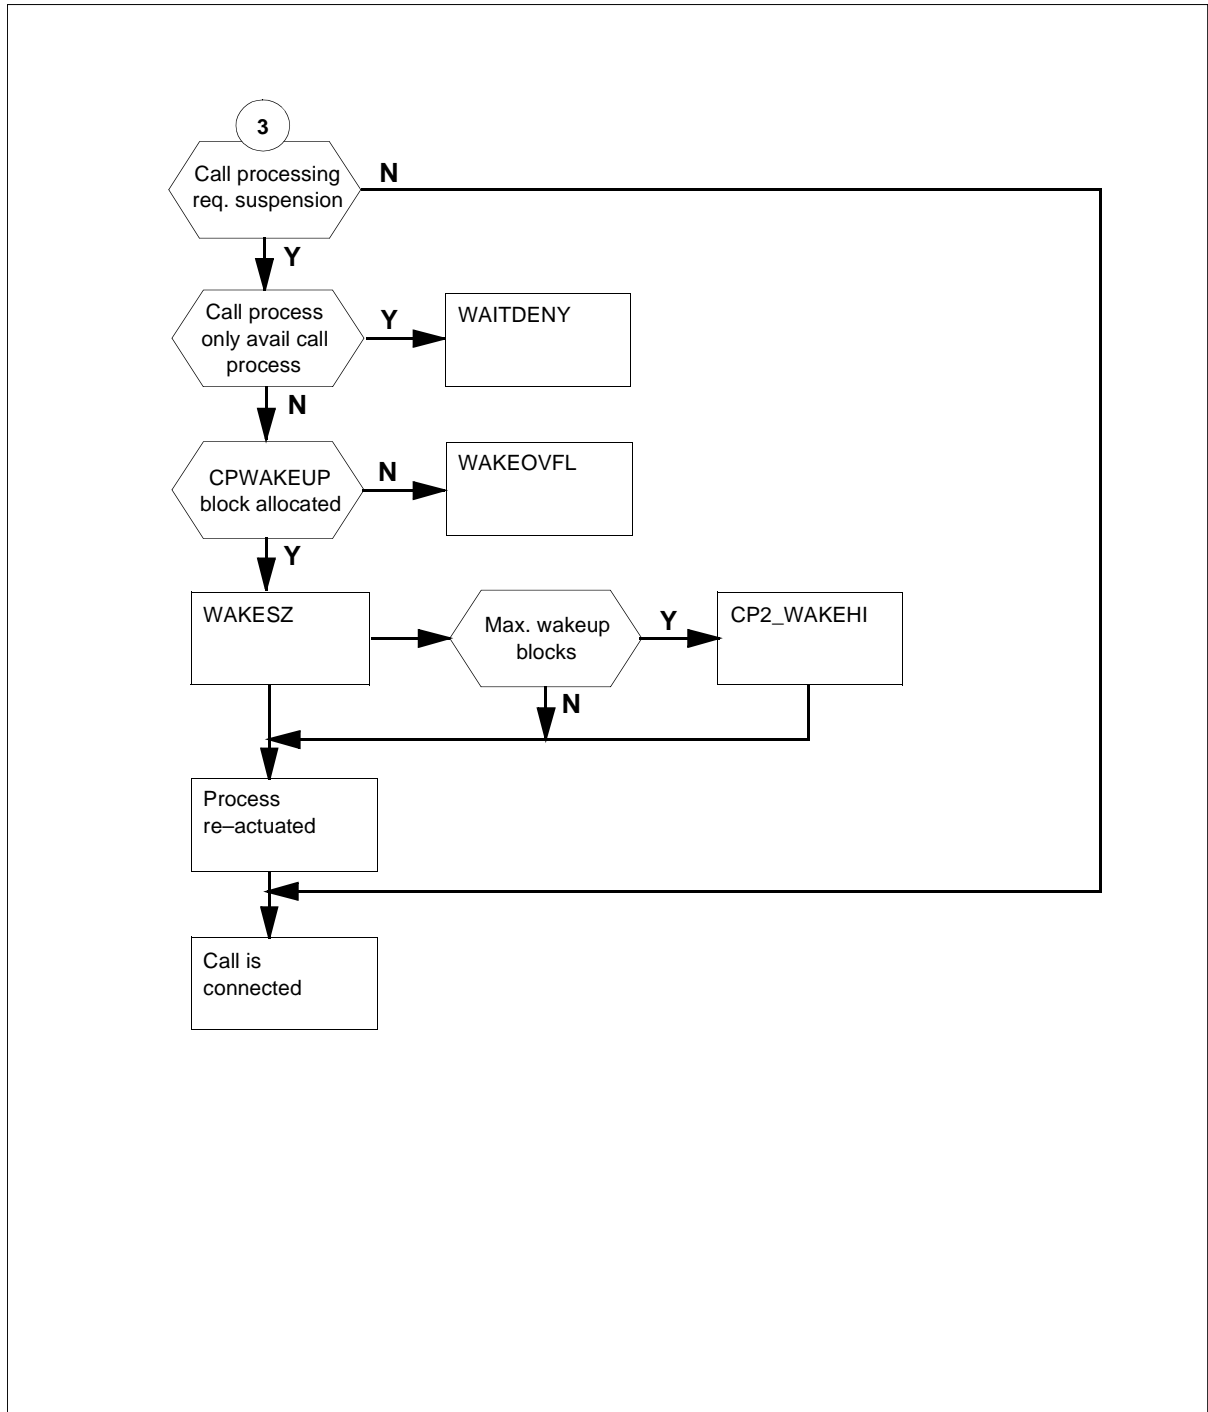 3
Call processing
req. suspension
N
Y
Call process
only avail call
process
Y
WAITDENY
N
CPWAKEUP
block allocated
N
WAKEOVFL
Y
WAKESZ
Max. wakeup
blocks
Y
CP2_WAKEHI
N
Process
re–actuated
Call is
connected